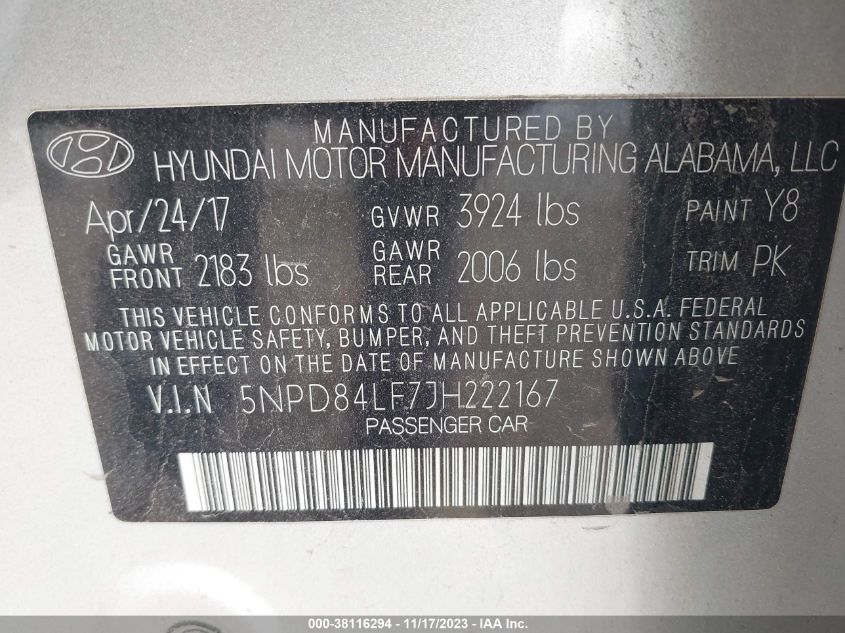 MANUFACTURED BY
HYUNDAI MOTOR MANUFACTURING ALABAMA, LLC
Apr/24/17 GVWR 3924 lbs PAINT Y8
GAWR FRONT 2183 lbs GAWR REAR 2006 lbs TRIM PK
THIS VEHICLE CONFORMS TO ALL APPLICABLE U.S.A. FEDERAL
MOTOR VEHICLE SAFETY, BUMPER, AND THEFT PREVENTION STANDARDS
IN EFFECT ON THE DATE OF MANUFACTURE SHOWN ABOVE
V.I.N 5NPD84LF7JH222167
PASSENGER CAR
000-38116294 - 11/17/2023 - IAA Inc.